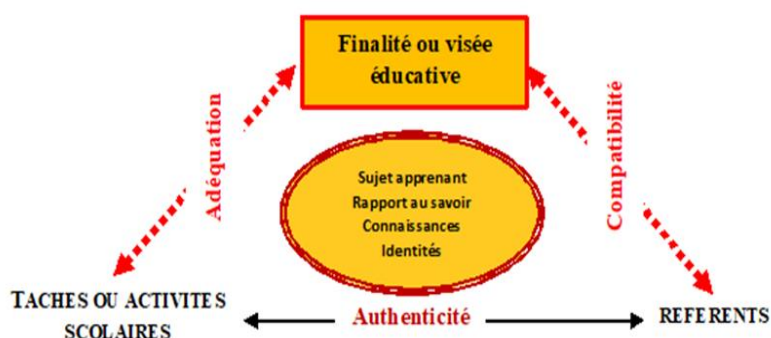 Finalité ou visée
éducative
Adéquation
Compatibilité
Sujet apprenant
Rapport au savoir
Connaissances
Identités
TACHES OU ACTIVITES
SCOLAIRES
Authenticité
REFERENTS